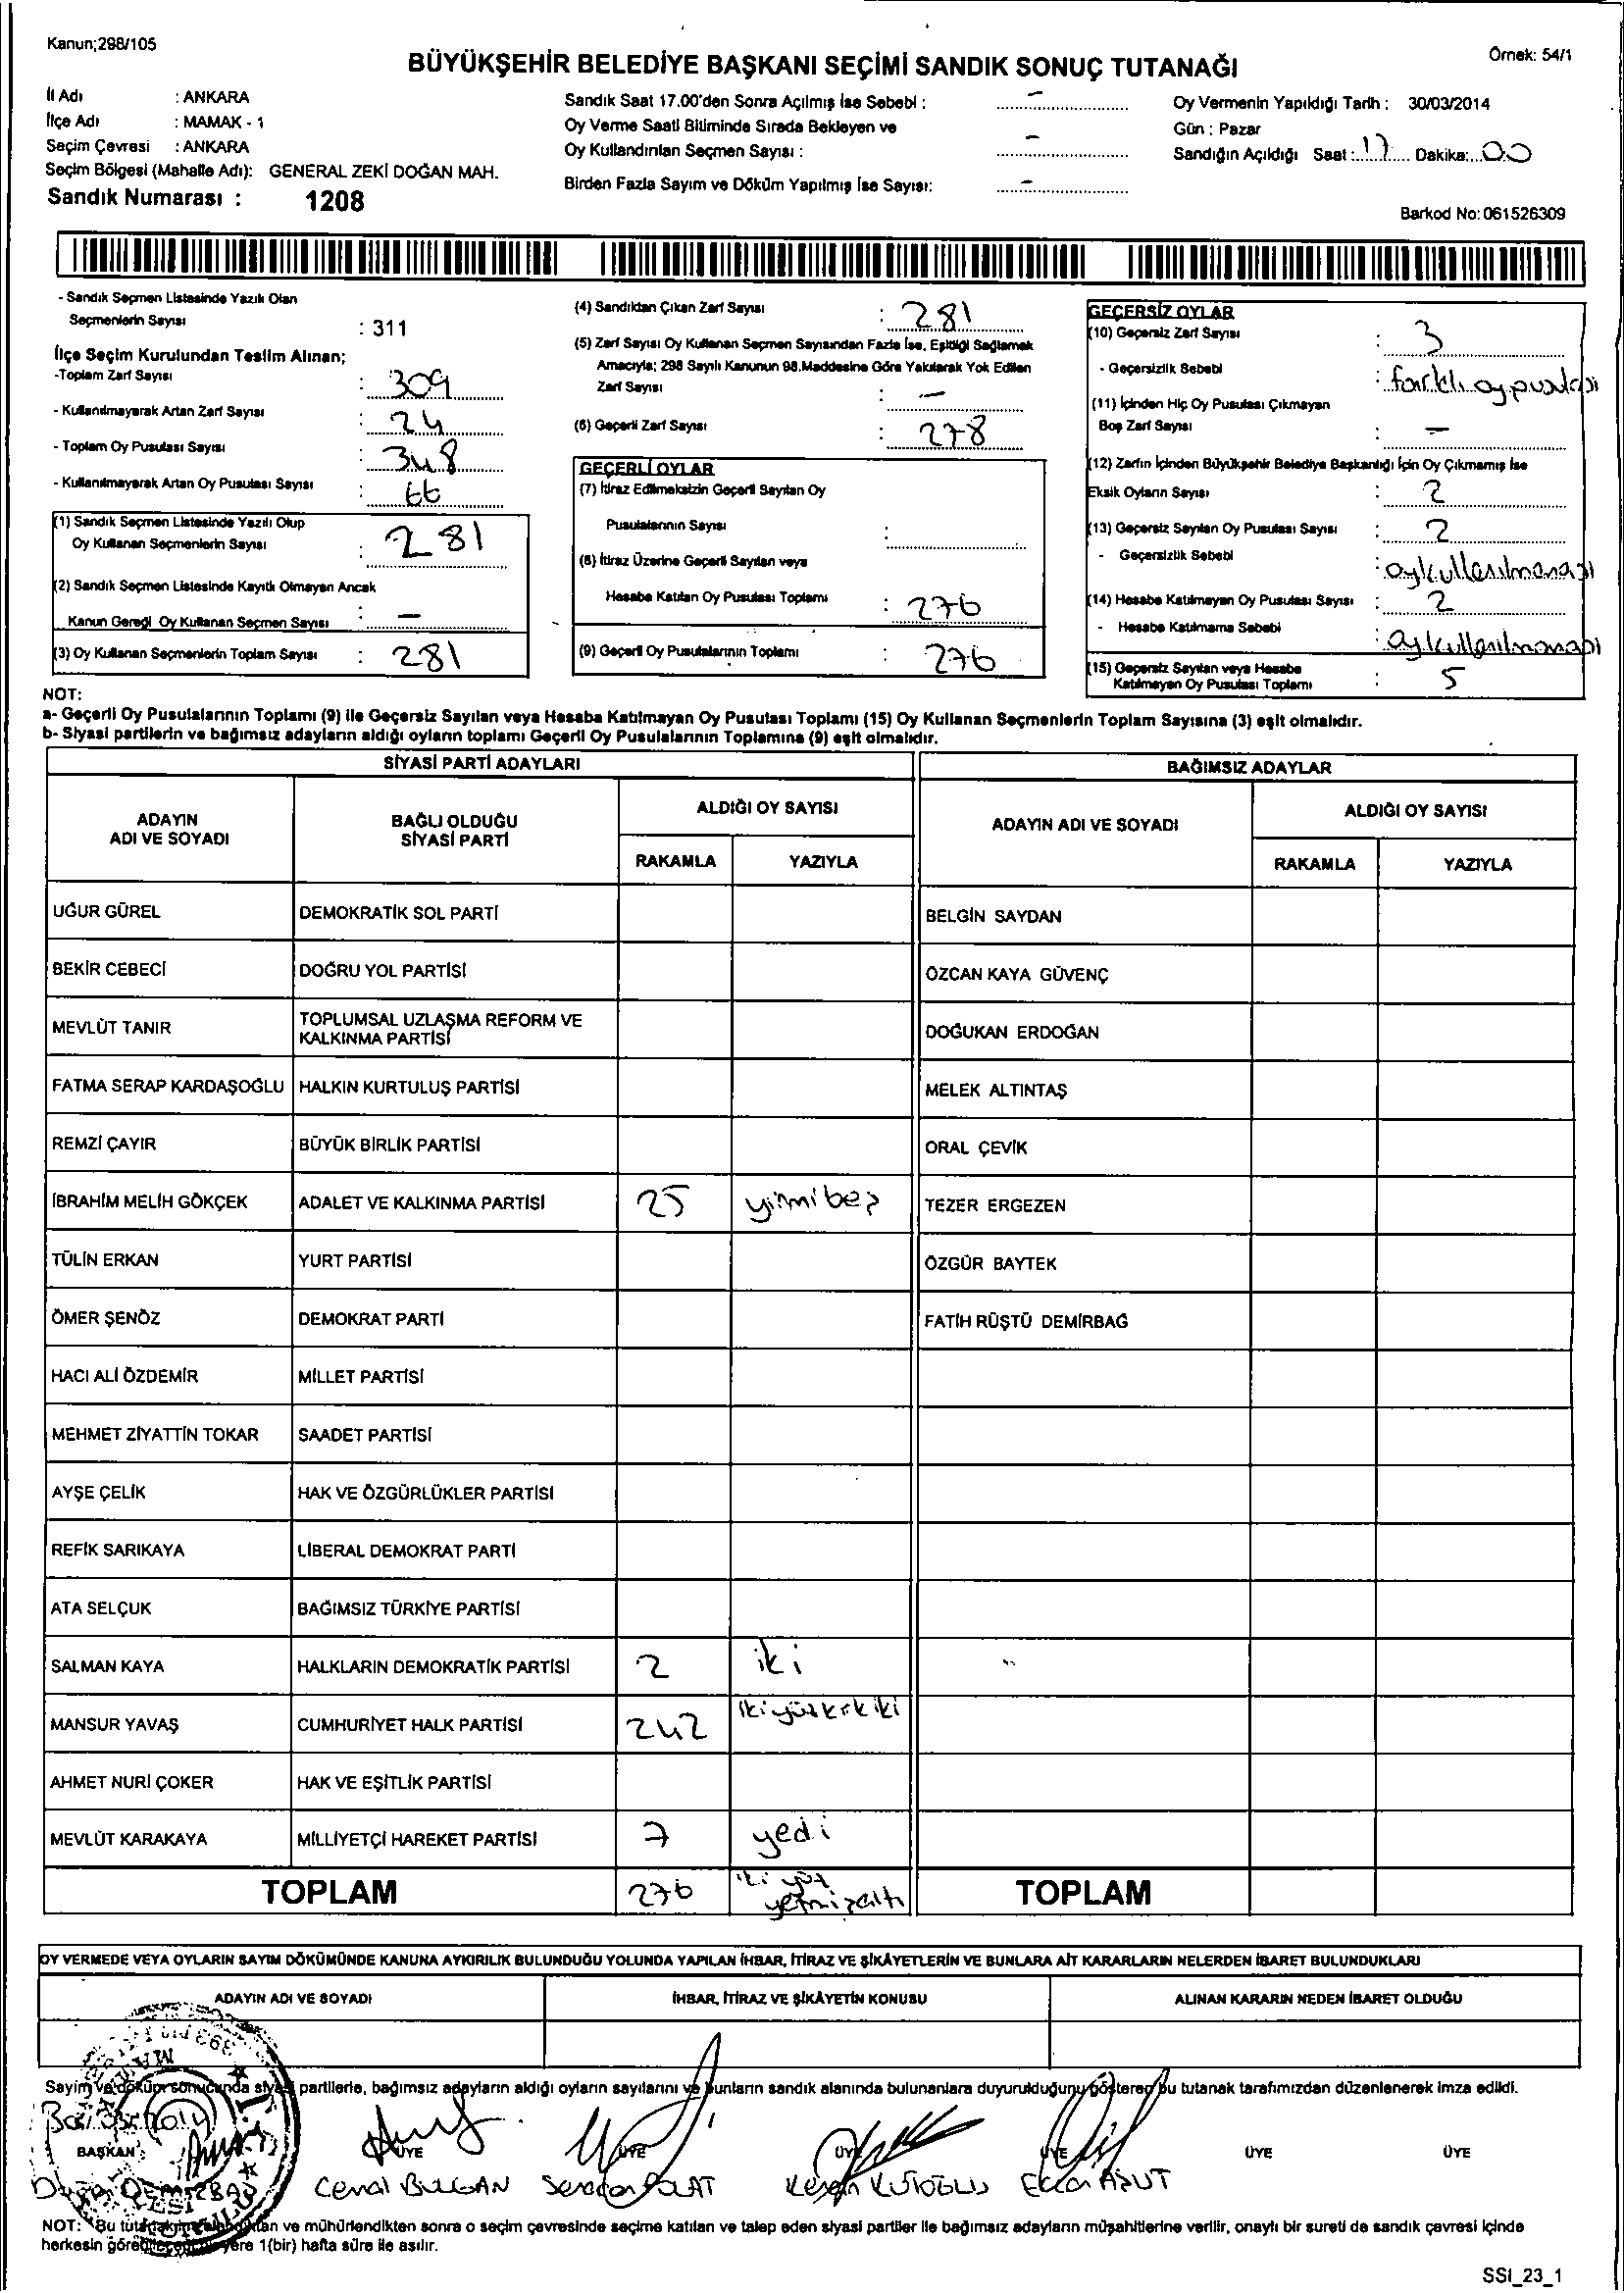 Kanun;298/105
Örnek: 54/1
BÜYÜKŞEHİR BELEDİYE BAŞKANI SEÇİMİ SANDIK SONUÇ TUTANAĞI
İl Adı : ANKARA
İlçe Adı : MAMAK - 1
Seçim Çevresi : ANKARA
Seçim Bölgesi (Mahalle Adı): GENERAL ZEKİ DOĞAN MAH.
Sandık Numarası : 1208
Sandık Saat 17.00'den Sonra Açılmış İse Sebebi : -
Oy Verme Saati Bitiminde Sırada Bekleyen ve
Oy Kullandırılan Seçmen Sayısı : -
Birden Fazla Sayım ve Döküm Yapılmış İse Sayısı: -
Oy Vermenin Yapıldığı Tarih : 30/03/2014
Gün : Pazar
Sandığın Açıldığı Saat : 17 Dakika: 00
Barkod No: 061526309
- Sandık Seçmen Listesinde Yazılı Olan
Seçmenlerin Sayısı : 311
İlçe Seçim Kurulundan Teslim Alınan;
-Toplam Zarf Sayısı : 309
- Kullanılmayarak Artan Zarf Sayısı : 24
- Toplam Oy Pusulası Sayısı : 348
- Kullanılmayarak Artan Oy Pusulası Sayısı : 66
(1) Sandık Seçmen Listesinde Yazılı Olup
Oy Kullanan Seçmenlerin Sayısı : 281
(2) Sandık Seçmen Listesinde Kayıtlı Olmayan Ancak
Kanun Gereği Oy Kullanan Seçmen Sayısı : -
(3) Oy Kullanan Seçmenlerin Toplam Sayısı : 281
(4) Sandıktan Çıkan Zarf Sayısı : 281
(5) Zarf Sayısı Oy Kullanan Seçmen Sayısından Fazla İse, Eşitliği Sağlamak
Amacıyla; 298 Sayılı Kanunun 98.Maddesine Göre Yakılarak Yok Edilen
Zarf Sayısı : -
(6) Geçerli Zarf Sayısı : 278
GEÇERLİ OYLAR
(7) İtiraz Edilmeksizin Geçerli Sayılan Oy
Pusulalarının Sayısı :
(8) İtiraz Üzerine Geçerli Sayılan veya
Hesaba Katılan Oy Pusulası Toplamı : 276
(9) Geçerli Oy Pusulalarının Toplamı : 276
GEÇERSİZ OYLAR
(10) Geçersiz Zarf Sayısı : 3
- Geçersizlik Sebebi : farklı oy pusulası
(11) İçinden Hiç Oy Pusulası Çıkmayan
Boş Zarf Sayısı : -
(12) Zarfın İçinden Büyükşehir Belediye Başkanlığı İçin Oy Çıkmamış İse
Eksik Oyların Sayısı : 2
(13) Geçersiz Sayılan Oy Pusulası Sayısı : 2
- Geçersizlik Sebebi : oy kullanılmaması
(14) Hesaba Katılmayan Oy Pusulası Sayısı : 2
- Hesaba Katılmama Sebebi : oy kullanılmaması
(15) Geçersiz Sayılan veya Hesaba
Katılmayan Oy Pusulası Toplamı : 5
NOT:
a- Geçerli Oy Pusulalarının Toplamı (9) ile Geçersiz Sayılan veya Hesaba Katılmayan Oy Pusulası Toplamı (15) Oy Kullanan Seçmenlerin Toplam Sayısına (3) eşit olmalıdır.
b- Siyasi partilerin ve bağımsız adayların aldığı oyların toplamı Geçerli Oy Pusulalarının Toplamına (9) eşit olmalıdır.
SİYASİ PARTİ ADAYLARI
BAĞIMSIZ ADAYLAR
ADAYIN ADI VE SOYADI
BAĞLI OLDUĞU SİYASİ PARTİ
ALDIĞI OY SAYISI
RAKAMLA YAZIYLA
ADAYIN ADI VE SOYADI
ALDIĞI OY SAYISI
RAKAMLA YAZIYLA
UĞUR GÜREL DEMOKRATİK SOL PARTİ BELGİN SAYDAN
BEKİR CEBECİ DOĞRU YOL PARTİSİ ÖZCAN KAYA GÜVENÇ
MEVLÜT TANIR TOPLUMSAL UZLAŞMA REFORM VE KALKINMA PARTİSİ DOĞUKAN ERDOĞAN
FATMA SERAP KARDAŞOĞLU HALKIN KURTULUŞ PARTİSİ MELEK ALTINTAŞ
REMZİ ÇAYIR BÜYÜK BİRLİK PARTİSİ ORAL ÇEVİK
İBRAHİM MELİH GÖKÇEK ADALET VE KALKINMA PARTİSİ 25 yirmibeş TEZER ERGEZEN
TÜLİN ERKAN YURT PARTİSİ ÖZGÜR BAYTEK
ÖMER ŞENÖZ DEMOKRAT PARTİ FATİH RÜŞTÜ DEMİRBAĞ
HACI ALİ ÖZDEMİR MİLLET PARTİSİ
MEHMET ZİYATTİN TOKAR SAADET PARTİSİ
AYŞE ÇELİK HAK VE ÖZGÜRLÜKLER PARTİSİ
REFİK SARIKAYA LİBERAL DEMOKRAT PARTİ
ATA SELÇUK BAĞIMSIZ TÜRKİYE PARTİSİ
SALMAN KAYA HALKLARIN DEMOKRATİK PARTİSİ 2 iki
MANSUR YAVAŞ CUMHURİYET HALK PARTİSİ 242 ikiyüzkırkiki
AHMET NURİ ÇOKER HAK VE EŞİTLİK PARTİSİ
MEVLÜT KARAKAYA MİLLİYETÇİ HAREKET PARTİSİ 7 yedi
TOPLAM 276 iki yüz yetmişaltı TOPLAM
OY VERMEDE VEYA OYLARIN SAYIM DÖKÜMÜNDE KANUNA AYKIRILIK BULUNDUĞU YOLUNDA YAPILAN İHBAR, İTİRAZ VE ŞİKÂYETLERİN VE BUNLARA AİT KARARLARIN NELERDEN İBARET BULUNDUKLARI
ADAYIN ADI VE SOYADI İHBAR, İTİRAZ VE ŞİKÂYETİN KONUSU ALINAN KARARIN NEDEN İBARET OLDUĞU
Sayım ve döküm sonucunda siyasi partilerle, bağımsız adayların aldığı oyların sayılarını ve bunların sandık alanında bulunanlara duyurulduğunu gösteren bu tutanak tarafımızdan düzenlenerek imza edildi.
BAŞKAN ÜYE ÜYE ÜYE ÜYE ÜYE ÜYE
Cemal BULGAN
NOT: Bu ve mühürlendikten sonra o seçim çevresinde seçime katılan ve talep eden siyasi partiler ile bağımsız adayların müşahitlerine verilir, onaylı bir sureti de sandık çevresi içinde
herkesin yere 1(bir) hafta süre ile asılır.
SSI_23_1